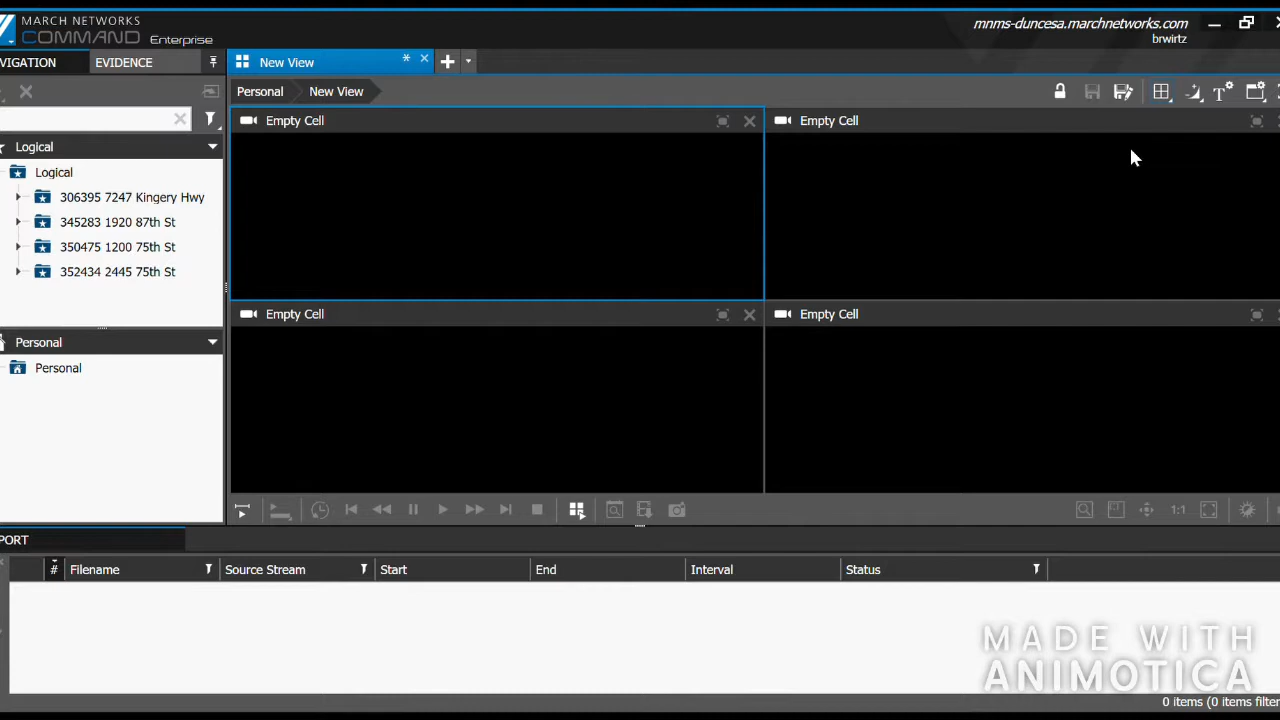 MARCH NETWORKS
COMMAND Enterprise
mnms-duncesa.marchnetworks.com
brwirtz
VIGATION
EVIDENCE
New View
*
Personal
New View
Empty Cell
Empty Cell
Logical
Logical
306395 7247 Kingery Hwy
345283 1920 87th St
350475 1200 75th St
352434 2445 75th St
Empty Cell
Empty Cell
Personal
Personal
1:1
PORT
# Filename Source Stream Start End Interval Status
MADE WITH
ANIMOTICA
0 items (0 items filter